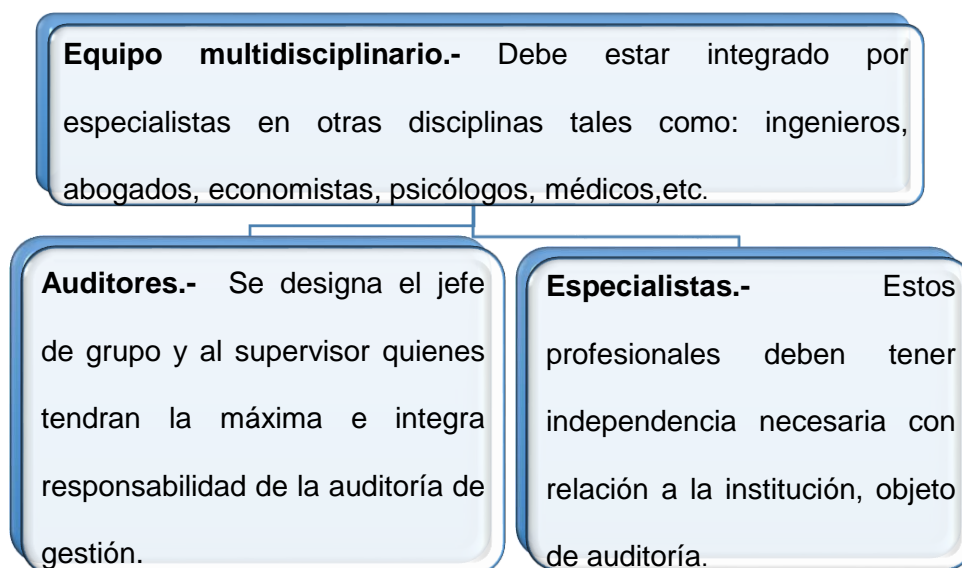 Equipo multidisciplinario.- Debe estar integrado por
especialistas en otras disciplinas tales como: ingenieros,
abogados, economistas, psicólogos, médicos,etc.
Auditores.- Se designa el jefe
de grupo y al supervisor quienes
tendran la máxima e integra
responsabilidad de la auditoría de
gestión.
Especialistas.- Estos
profesionales deben tener
independencia necesaria con
relación a la institución, objeto
de auditoría.